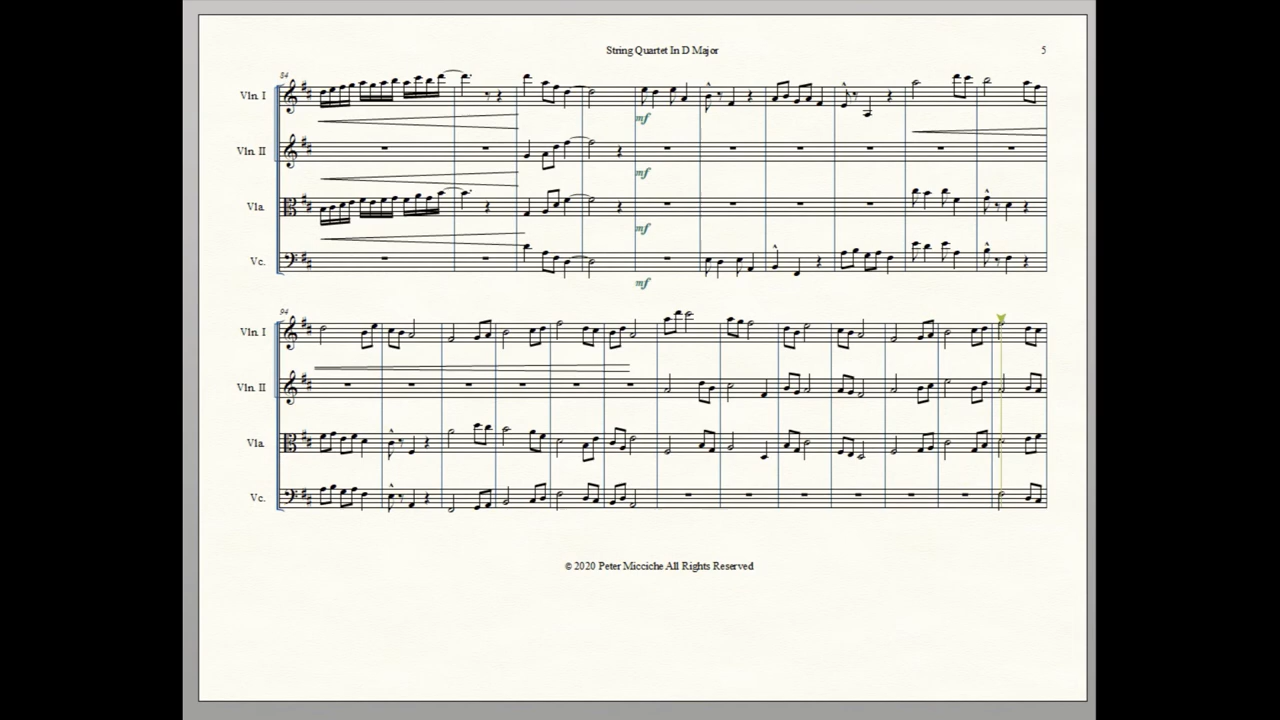 String Quartet In D Major
5
84
Vln. I
mf
Vln. II
mf
Vla.
mf
Vc.
mf
94
Vln. I
Vln. II
Vla.
Vc.
© 2020 Peter Micciche All Rights Reserved